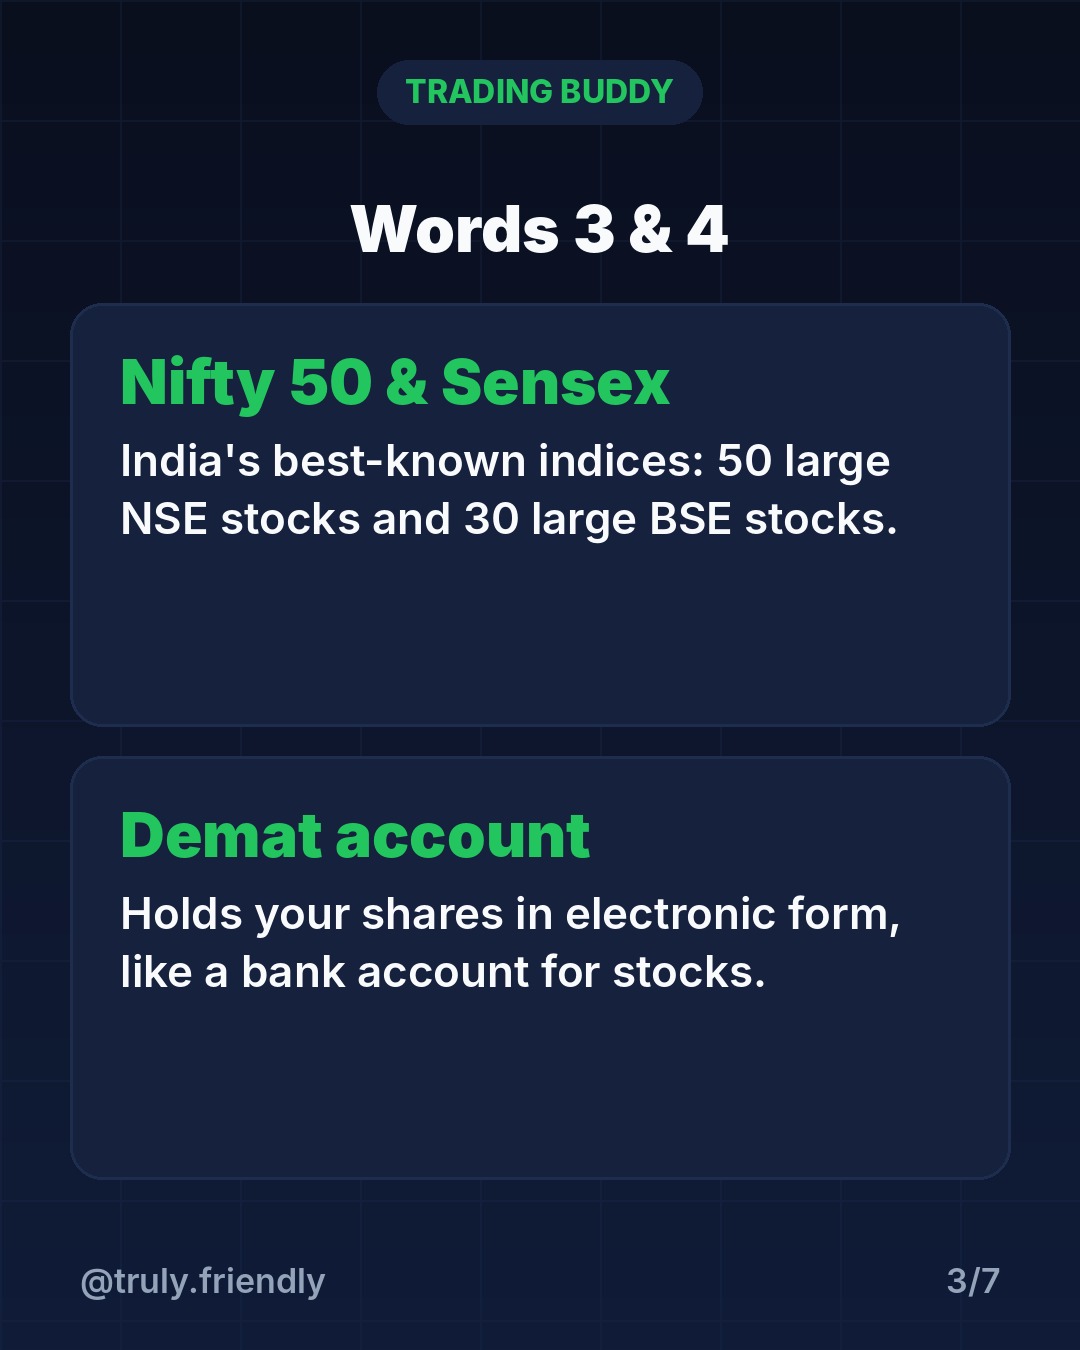 TRADING BUDDY
Words 3 & 4
Nifty 50 & Sensex
India's best-known indices: 50 large
NSE stocks and 30 large BSE stocks.
Demat account
Holds your shares in electronic form,
like a bank account for stocks.
@truly.friendly
3/7